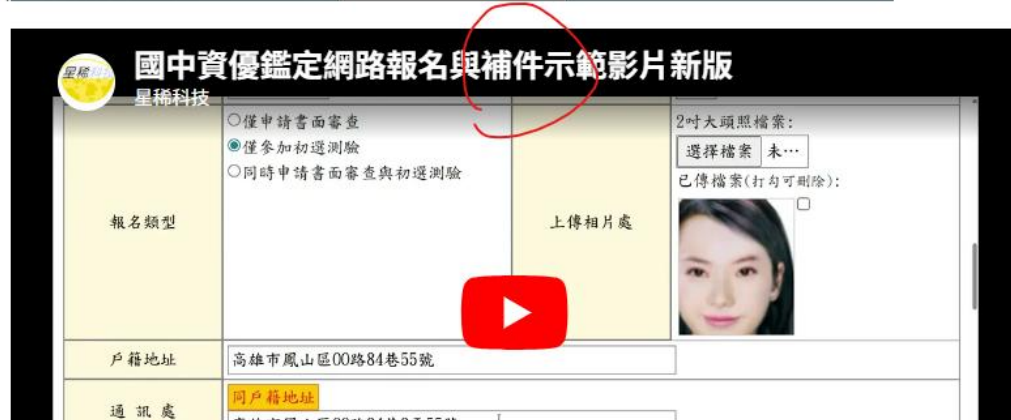 國中資優鑑定網路報名與補件示範影片新版
星稀科技
○僅申請書面審查
◉僅參加初選測驗
○同時申請書面審查與初選測驗
報名類型
上傳相片處
2吋大頭照檔案:
選擇檔案 未…
已傳檔案(打勾可刪除):
戶籍地址
高雄市鳳山區00路84巷55號
通訊處
同戶籍地址